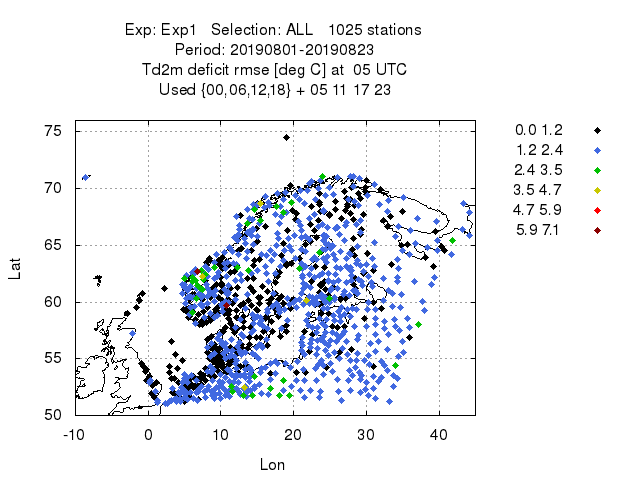 Exp: Exp1 Selection: ALL 1025 stations
Period: 20190801-20190823
Td2m deficit rmse [deg C] at 05 UTC
Used {00,06,12,18} + 05 11 17 23
0.0 1.2
1.2 2.4
2.4 3.5
3.5 4.7
4.7 5.9
5.9 7.1
75
70
65
60
55
50
Lat
-10 0 10 20 30 40
Lon